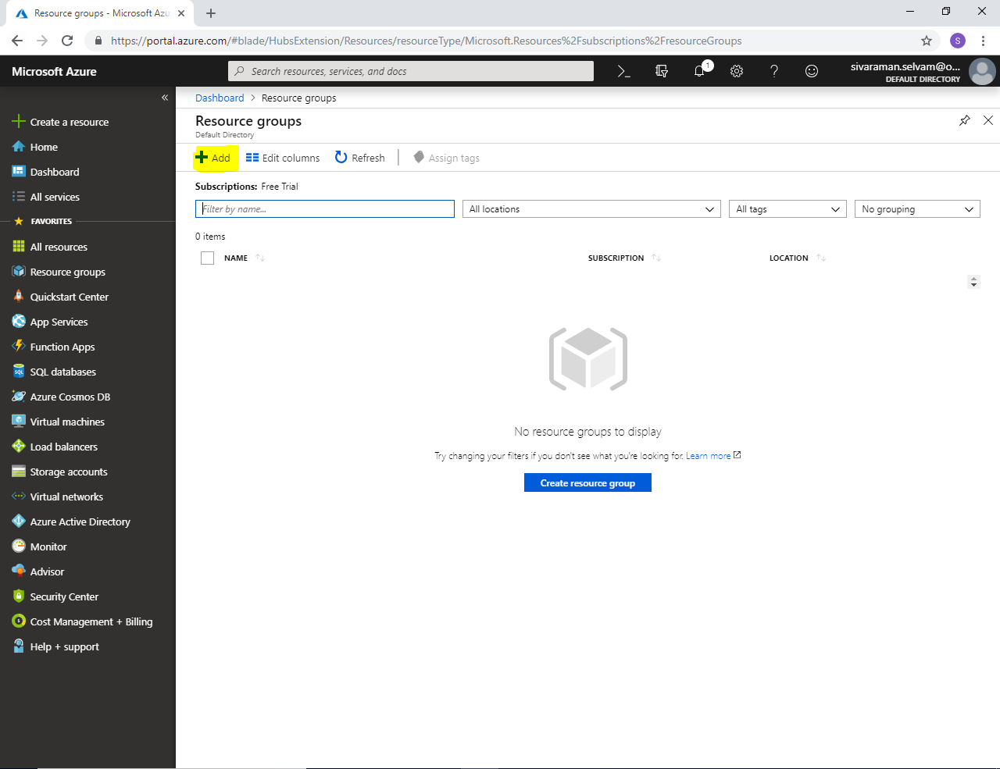 Resource groups - Microsoft Azu
https://portal.azure.com/#blade/HubsExtension/Resources/resourceType/Microsoft.Resources%2Fsubscriptions%2FresourceGroups
S
Microsoft Azure
Search resources, services, and docs
1
sivaraman.selvam@o...
DEFAULT DIRECTORY
Create a resource
Home
Dashboard
All services
FAVORITES
All resources
Resource groups
Quickstart Center
App Services
Function Apps
SQL
SQL databases
Azure Cosmos DB
Virtual machines
Load balancers
Storage accounts
Virtual networks
Azure Active Directory
Monitor
Advisor
Security Center
Cost Management + Billing
Help + support
Dashboard > Resource groups
Resource groups
Default Directory
Add Edit columns Refresh Assign tags
Subscriptions: Free Trial
Filter by name... All locations All tags No grouping
0 items
NAME SUBSCRIPTION LOCATION
No resource groups to display
Try changing your filters if you don't see what you're looking for. Learn more
Create resource group